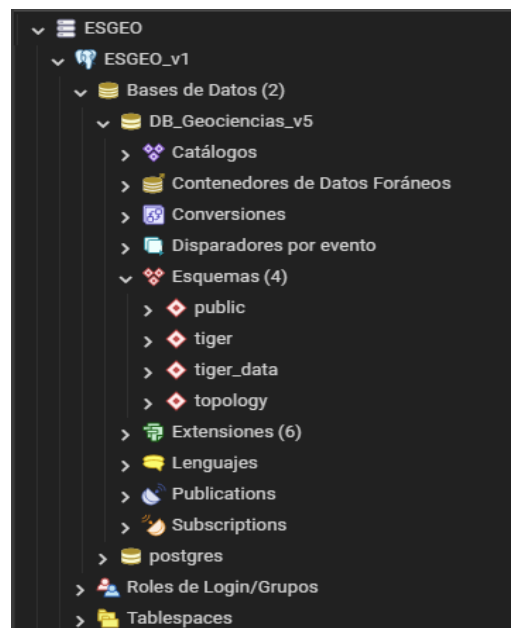 ESGEO
ESGEO_v1
Bases de Datos (2)
DB_Geociencias_v5
Catálogos
Contenedores de Datos Foráneos
Conversiones
Disparadores por evento
Esquemas (4)
public
tiger
tiger_data
topology
Extensiones (6)
Lenguajes
Publications
Subscriptions
postgres
Roles de Login/Grupos
Tablespaces